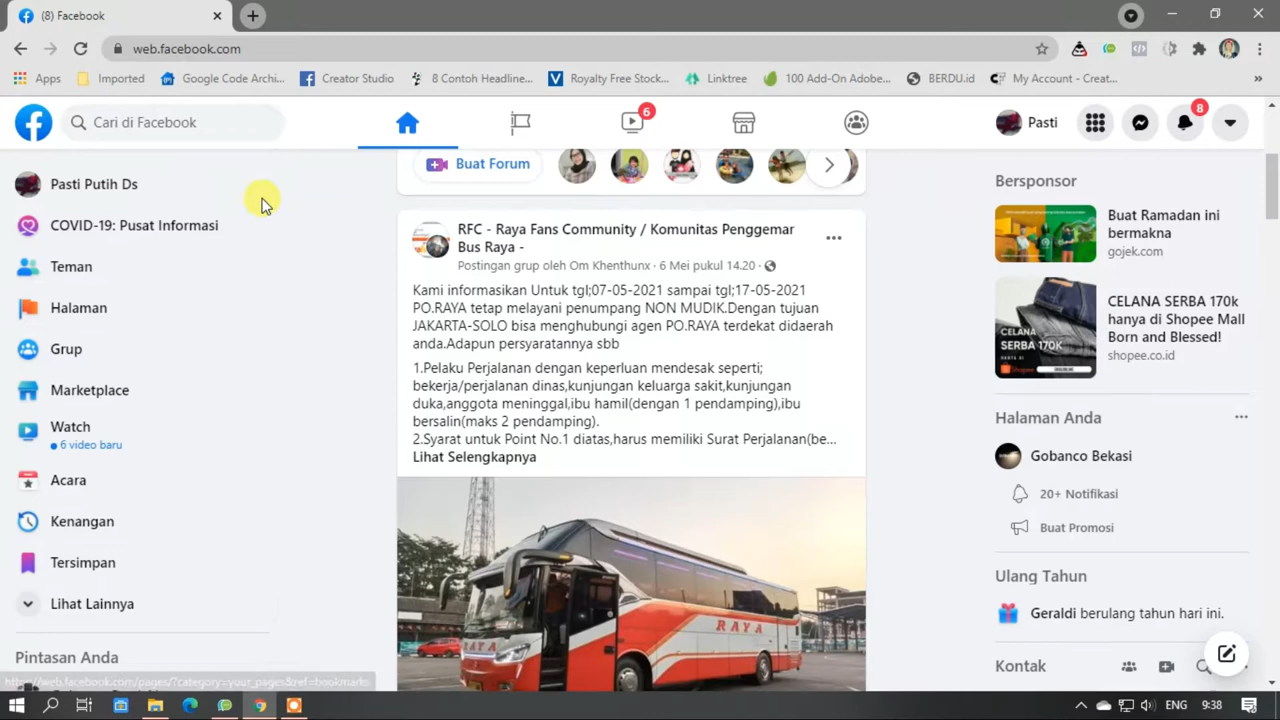 (8) Facebook
web.facebook.com
Apps
Imported
Google Code Archi...
Creator Studio
8 Contoh Headline...
Royalty Free Stock...
Linktree
100 Add-On Adobe...
BERDU.id
My Account - Creat...
»
Cari di Facebook
6
Pasti
8
Pasti Putih Ds
COVID-19: Pusat Informasi
Teman
Halaman
Grup
Marketplace
Watch
6 video baru
Acara
Kenangan
Tersimpan
Lihat Lainnya
Pintasan Anda
https://web.facebook.com/pages/?category=your_pages&ref=bookmarks
Buat Forum
RFC - Raya Fans Community / Komunitas Penggemar
Bus Raya -
Postingan grup oleh Om Khenthunx · 6 Mei pukul 14.20 ·
Kami informasikan Untuk tgl;07-05-2021 sampai tgl;17-05-2021
PO.RAYA tetap melayani penumpang NON MUDIK.Dengan tujuan
JAKARTA-SOLO bisa menghubungi agen PO.RAYA terdekat didaerah
anda.Adapun persyaratannya sbb
1.Pelaku Perjalanan dengan keperluan mendesak seperti;
bekerja/perjalanan dinas,kunjungan keluarga sakit,kunjungan
duka,anggota meninggal,ibu hamil(dengan 1 pendamping),ibu
bersalin(maks 2 pendamping).
2.Syarat untuk Point No.1 diatas,harus memiliki Surat Perjalanan(be...
Lihat Selengkapnya
RAYA
RAYA
Bersponsor
Buat Ramadan ini
bermakna
gojek.com
CELANA
SERBA 170K
CELANA SERBA 170k
hanya di Shopee Mall
Born and Blessed!
shopee.co.id
Halaman Anda
Gobanco Bekasi
20+ Notifikasi
Buat Promosi
Ulang Tahun
Geraldi berulang tahun hari ini.
Kontak
ENG
9:38